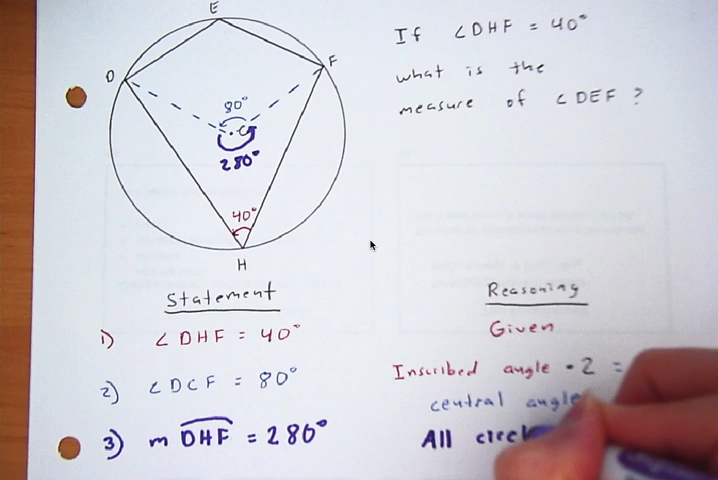 E
D
F
80°
C
280°
40°
H
If ∠DHF = 40°
what is the
measure of ∠DEF ?
Statement
1) ∠DHF = 40°
2) ∠DCF = 80°
3) m DHF = 280°
Reasoning
Given
Inscribed angle • 2 =
central angle
All